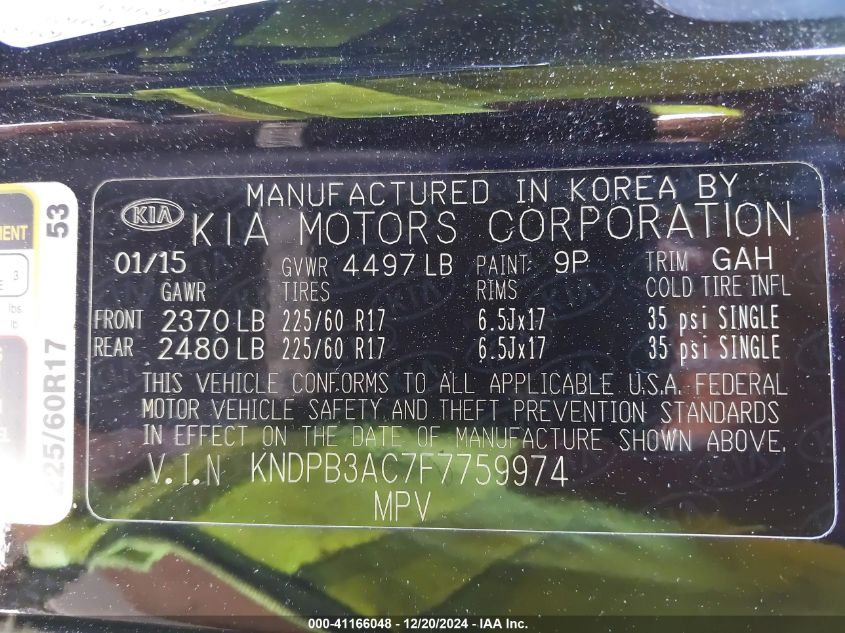 MANUFACTURED IN KOREA BY
KIA KIA MOTORS CORPORATION
01/15 GVWR 4497 LB PAINT: 9P TRIM GAH
GAWR TIRES RIMS COLD TIRE INFL
FRONT 2370 LB 225/60 R17 6.5Jx17 35 psi SINGLE
REAR 2480 LB 225/60 R17 6.5Jx17 35 psi SINGLE
THIS VEHICLE CONFORMS TO ALL APPLICABLE U.S.A. FEDERAL
MOTOR VEHICLE SAFETY AND THEFT PREVENTION STANDARDS
IN EFFECT ON THE DATE OF MANUFACTURE SHOWN ABOVE.
V.I.N KNDPB3AC7F7759974
MPV
53
3
lbs
lb
225/60R17
000-41166048 - 12/20/2024 - IAA Inc.